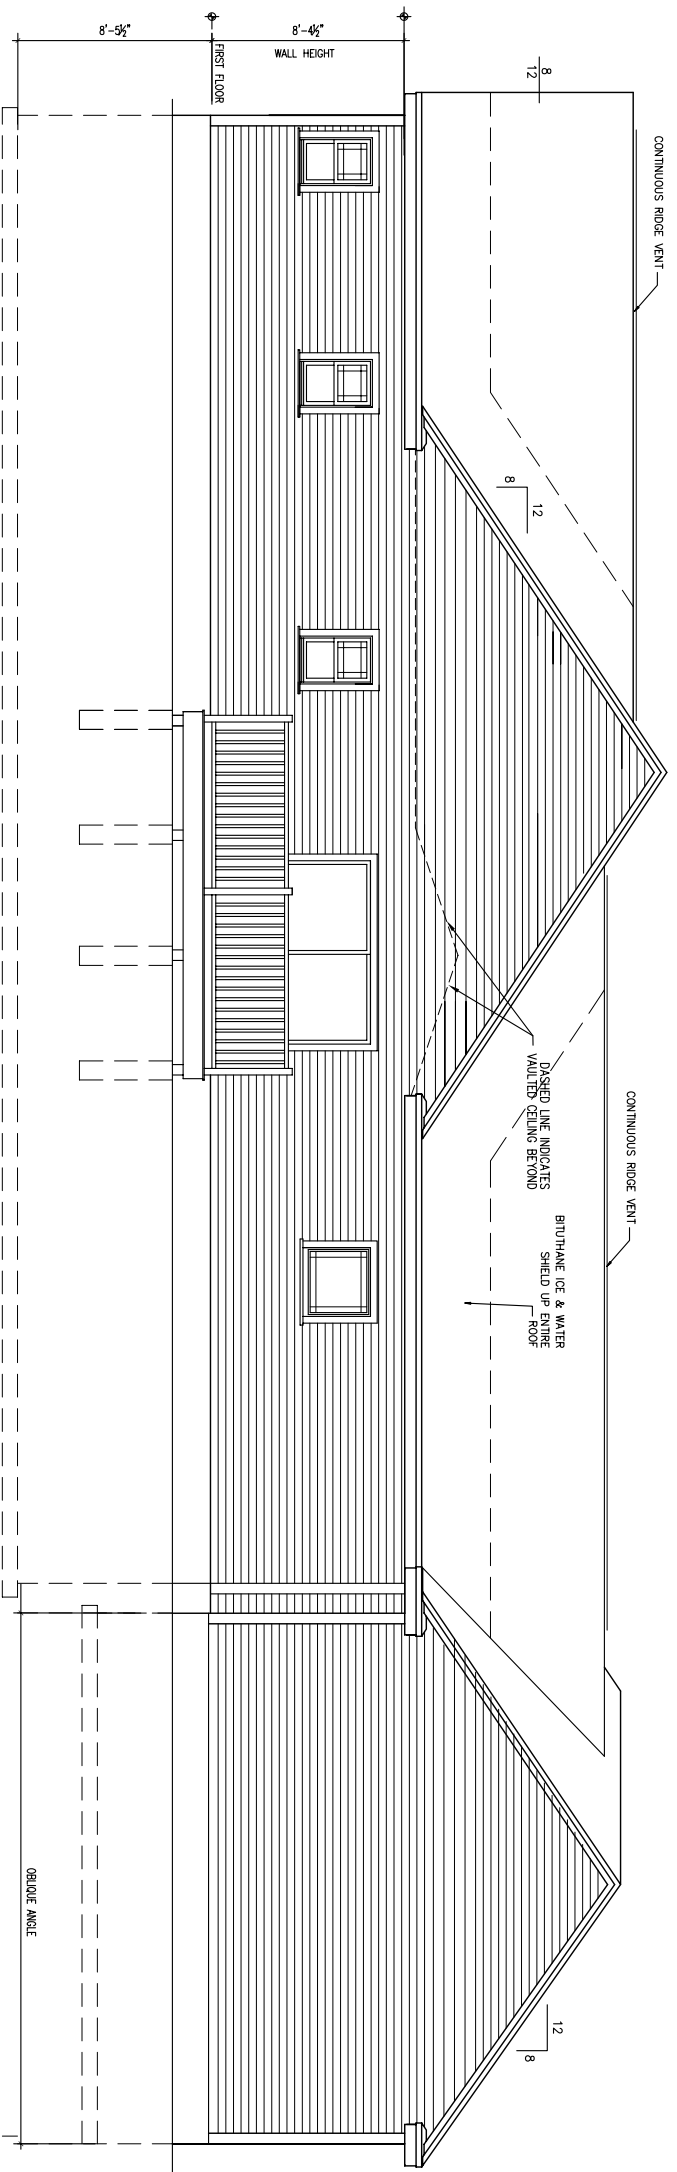 8'-5½"
8'-4½"
WALL HEIGHT
FIRST FLOOR
8
12
CONTINUOUS RIDGE VENT
8
12
DASHED LINE INDICATES
VAULTED CEILING BEYOND
CONTINUOUS RIDGE VENT
BITUTHANE ICE & WATER
SHIELD UP ENTIRE
ROOF
OBLIQUE ANGLE
12
8